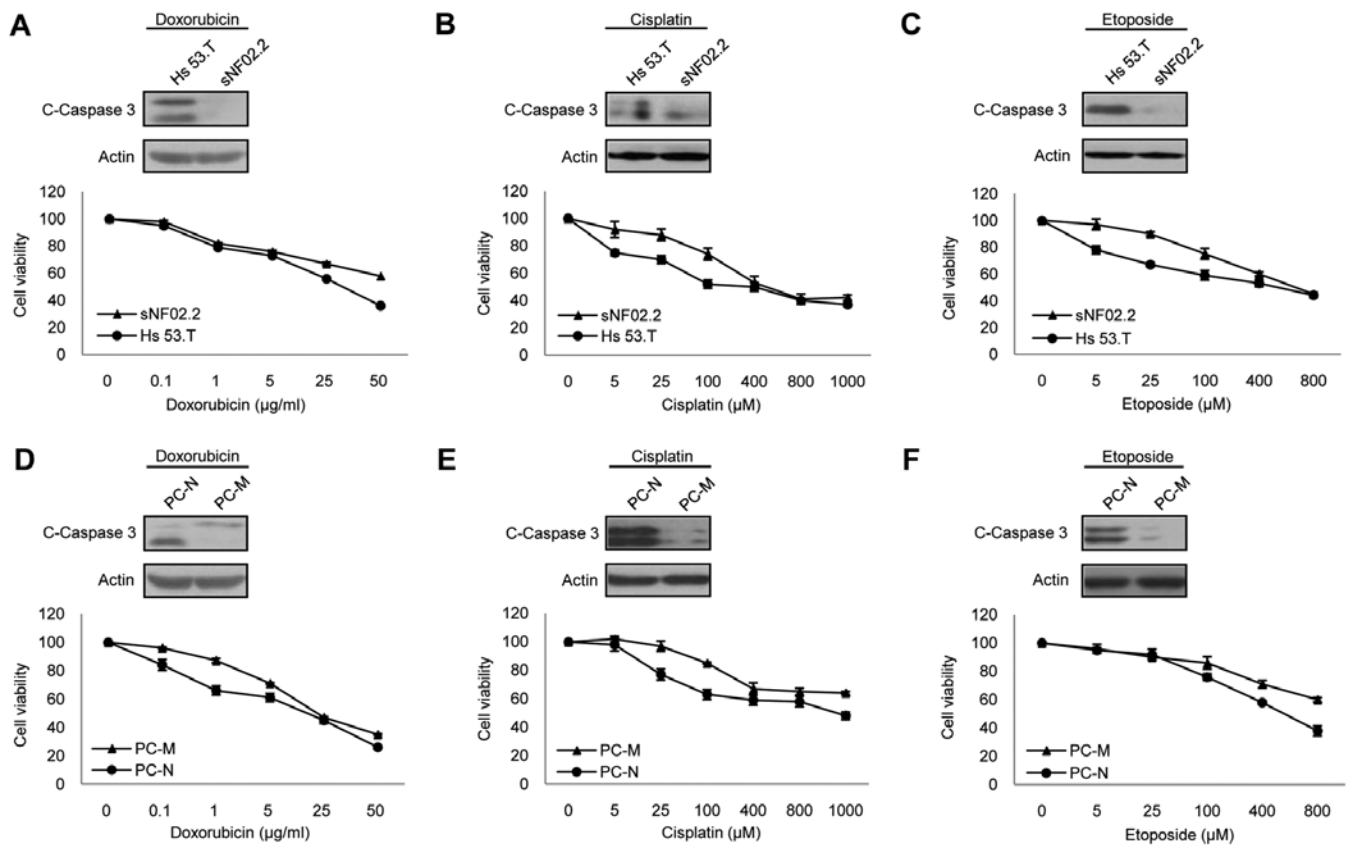 A
Doxorubicin
Hs 53.T
sNF02.2
C-Caspase 3
Actin
120
100
80
60
40
20
0
Cell viability
sNF02.2
Hs 53.T
0 0.1 1 5 25 50
Doxorubicin (µg/ml)
B
Cisplatin
Hs 53.T
sNF02.2
C-Caspase 3
Actin
120
100
80
60
40
20
0
Cell viability
sNF02.2
Hs 53.T
0 5 25 100 400 800 1000
Cisplatin (µM)
C
Etoposide
Hs 53.T
sNF02.2
C-Caspase 3
Actin
120
100
80
60
40
20
0
Cell viability
sNF02.2
Hs 53.T
0 5 25 100 400 800
Etoposide (µM)
D
Doxorubicin
PC-N
PC-M
C-Caspase 3
Actin
120
100
80
60
40
20
0
Cell viability
PC-M
PC-N
0 0.1 1 5 25 50
Doxorubicin (µg/ml)
E
Cisplatin
PC-N
PC-M
C-Caspase 3
Actin
120
100
80
60
40
20
0
Cell viability
PC-M
PC-N
0 5 25 100 400 800 1000
Cisplatin (µM)
F
Etoposide
PC-N
PC-M
C-Caspase 3
Actin
120
100
80
60
40
20
0
Cell viability
PC-M
PC-N
0 5 25 100 400 800
Etoposide (µM)